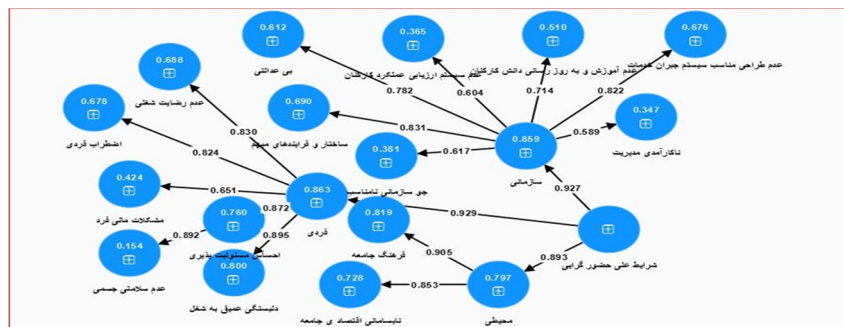 0.612
0.365
0.510
0.676
بی عدالتی
عدم سیستم ارزیابی عملکرد کارکنان
عدم آموزش و به روز رسانی دانش کارکنان
عدم طراحی مناسب سیستم جبران خدمات
0.688
عدم رضایت شغلی
0.782
0.604
0.714
0.822
0.678
اضطراب فردی
0.690
ساختار و فرایندهای مبهم
0.347
ناکارآمدی مدیریت
0.830
0.831
0.589
0.824
0.381
جو سازمانی نامناسب
0.617
0.859
سازمانی
0.424
مشکلات مالی فرد
0.651
0.863
فردی
0.927
0.929
0.872
0.760
احساس مسئولیت پذیری
0.819
فرهنگ جامعه
شرایط علی حضور گرایی
0.892
0.895
0.905
0.893
0.154
عدم سلامتی جسمی
0.800
دلبستگی عمیق به شغل
0.728
نابسامانی اقتصاد ی جامعه
0.853
0.797
محیطی